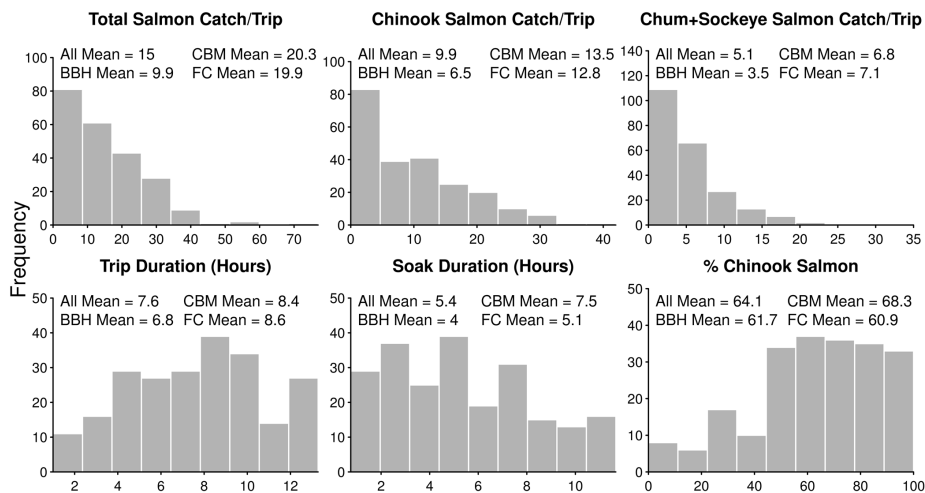 Total Salmon Catch/Trip
All Mean = 15 CBM Mean = 20.3
BBH Mean = 9.9 FC Mean = 19.9
100
80
60
40
20
0
0 10 20 30 40 50 60 70
Chinook Salmon Catch/Trip
All Mean = 9.9 CBM Mean = 13.5
BBH Mean = 6.5 FC Mean = 12.8
100
80
60
40
20
0
0 10 20 30 40
Chum+Sockeye Salmon Catch/Trip
All Mean = 5.1 CBM Mean = 6.8
BBH Mean = 3.5 FC Mean = 7.1
140
120
100
80
60
40
20
0
0 5 10 15 20 25 30 35
Frequency
Trip Duration (Hours)
All Mean = 7.6 CBM Mean = 8.4
BBH Mean = 6.8 FC Mean = 8.6
50
40
30
20
10
0
2 4 6 8 10 12
Soak Duration (Hours)
All Mean = 5.4 CBM Mean = 7.5
BBH Mean = 4 FC Mean = 5.1
50
40
30
20
10
0
2 4 6 8 10
% Chinook Salmon
All Mean = 64.1 CBM Mean = 68.3
BBH Mean = 61.7 FC Mean = 60.9
50
40
30
20
10
0
0 20 40 60 80 100